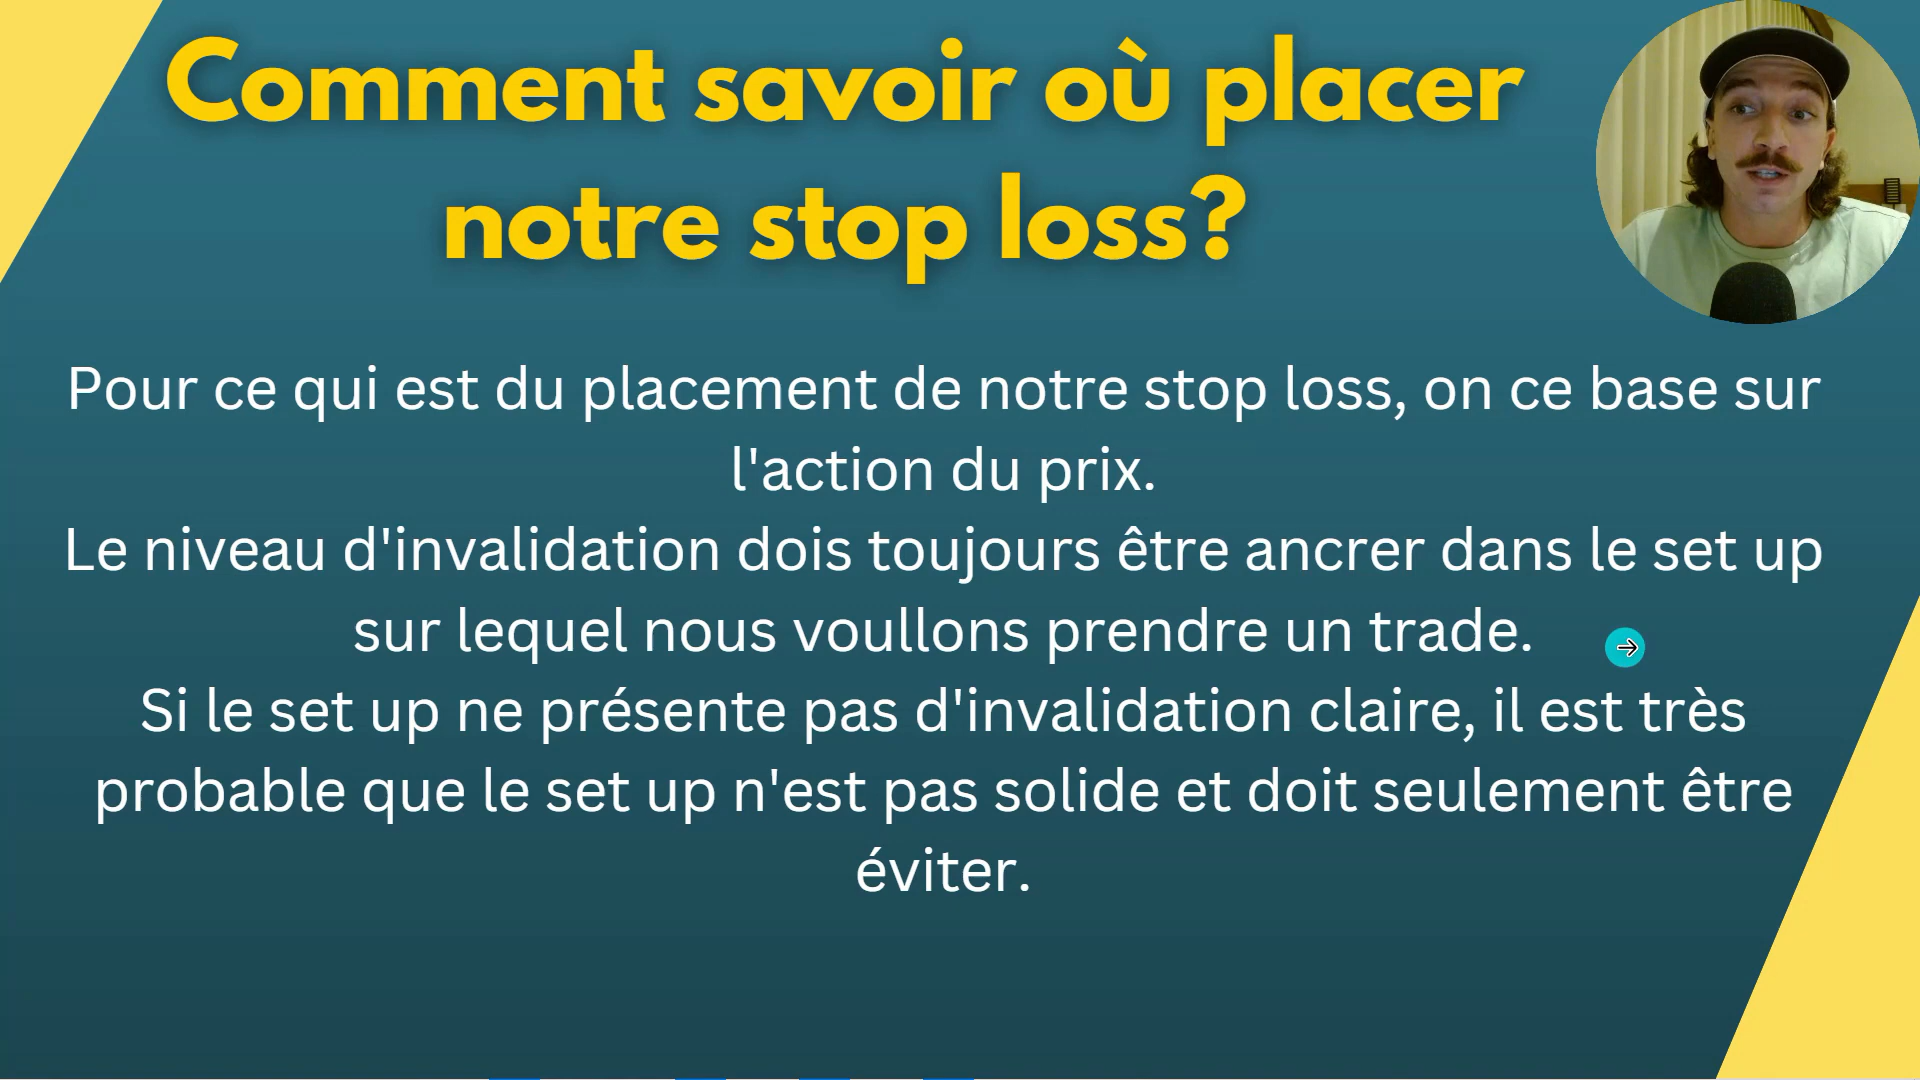 Comment savoir où placer
notre stop loss?
Pour ce qui est du placement de notre stop loss, on ce base sur
l'action du prix.
Le niveau d'invalidation dois toujours être ancrer dans le set up
sur lequel nous voullons prendre un trade.
Si le set up ne présente pas d'invalidation claire, il est très
probable que le set up n'est pas solide et doit seulement être
éviter.